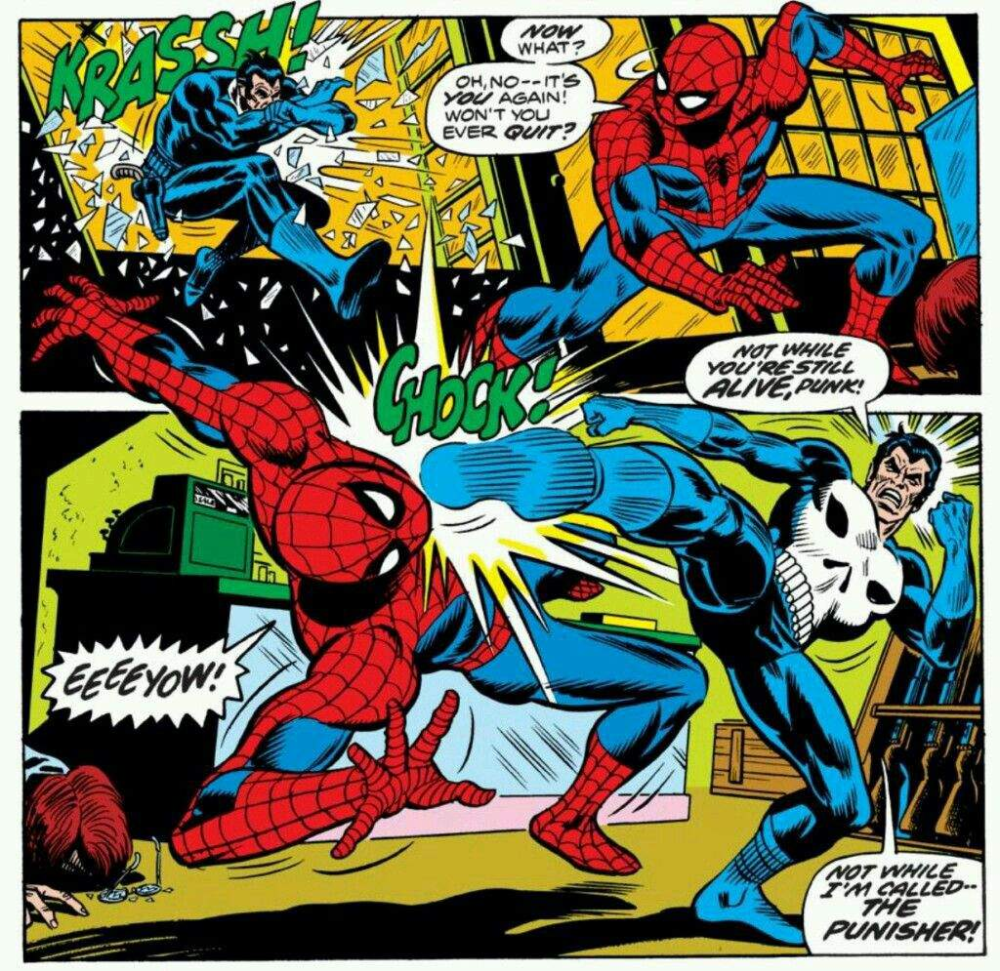 KRASSH!
NOW
WHAT?
OH, NO--IT'S
YOU AGAIN!
WON'T YOU
EVER QUIT?
CHOCK!
NOT WHILE
YOU'RE STILL
ALIVE, PUNK!
EEEEYOW!
NOT WHILE
I'M CALLED--
THE
PUNISHER!